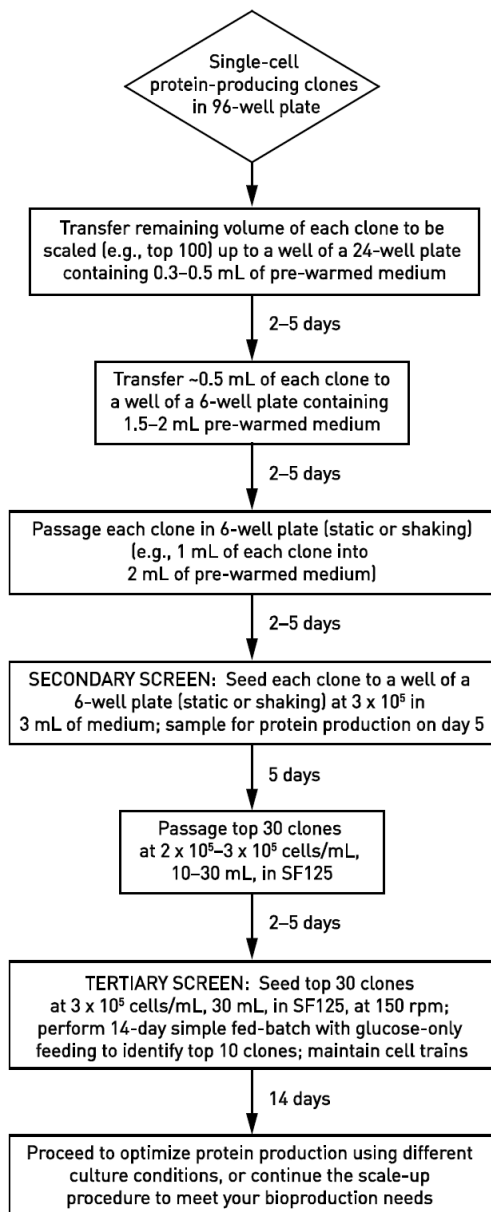 Single-cell
protein-producing clones
in 96-well plate
Transfer remaining volume of each clone to be
scaled (e.g., top 100) up to a well of a 24-well plate
containing 0.3–0.5 mL of pre-warmed medium
2–5 days
Transfer ~0.5 mL of each clone to
a well of a 6-well plate containing
1.5–2 mL pre-warmed medium
2–5 days
Passage each clone in 6-well plate (static or shaking)
(e.g., 1 mL of each clone into
2 mL of pre-warmed medium)
2–5 days
SECONDARY SCREEN: Seed each clone to a well of a
6-well plate (static or shaking) at 3 x 10⁵ in
3 mL of medium; sample for protein production on day 5
5 days
Passage top 30 clones
at 2 x 10⁵–3 x 10⁵ cells/mL,
10–30 mL, in SF125
2–5 days
TERTIARY SCREEN: Seed top 30 clones
at 3 x 10⁵ cells/mL, 30 mL, in SF125, at 150 rpm;
perform 14-day simple fed-batch with glucose-only
feeding to identify top 10 clones; maintain cell trains
14 days
Proceed to optimize protein production using different
culture conditions, or continue the scale-up
procedure to meet your bioproduction needs